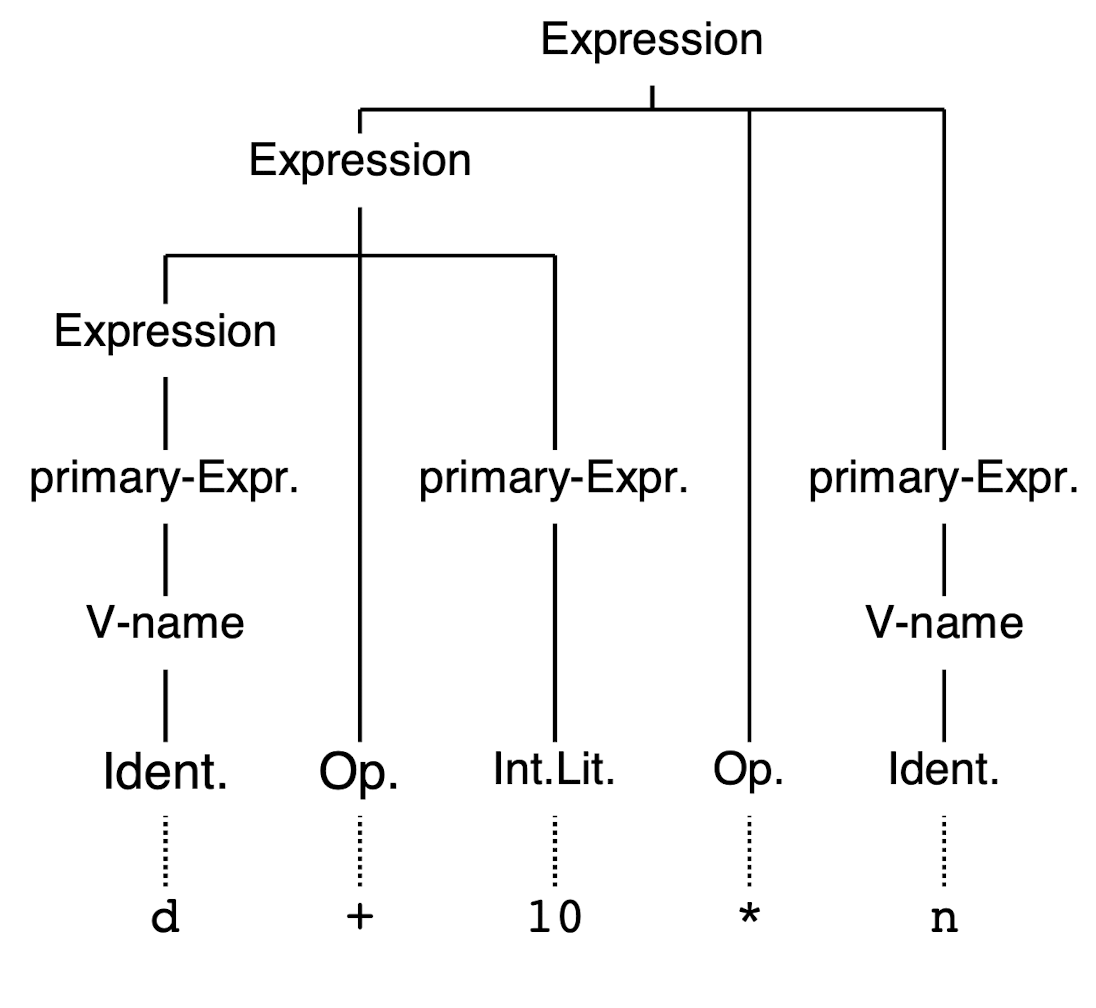 Expression
Expression
Expression
primary-Expr. primary-Expr. primary-Expr.
V-name V-name
Ident. Op. Int.Lit. Op. Ident.
d + 10 * n